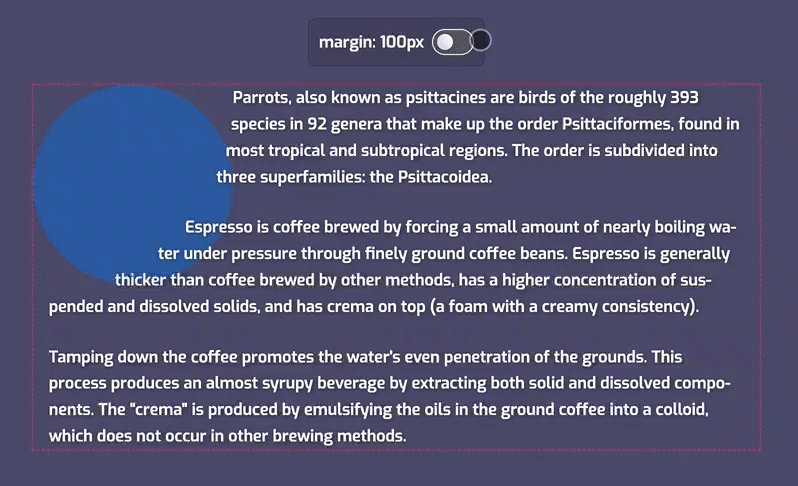 margin: 100px
Parrots, also known as psittacines are birds of the roughly 393
species in 92 genera that make up the order Psittaciformes, found in
most tropical and subtropical regions. The order is subdivided into
three superfamilies: the Psittacoidea.
Espresso is coffee brewed by forcing a small amount of nearly boiling wa-
ter under pressure through finely ground coffee beans. Espresso is generally
thicker than coffee brewed by other methods, has a higher concentration of sus-
pended and dissolved solids, and has crema on top (a foam with a creamy consistency).
Tamping down the coffee promotes the water's even penetration of the grounds. This
process produces an almost syrupy beverage by extracting both solid and dissolved compo-
nents. The "crema" is produced by emulsifying the oils in the ground coffee into a colloid,
which does not occur in other brewing methods.